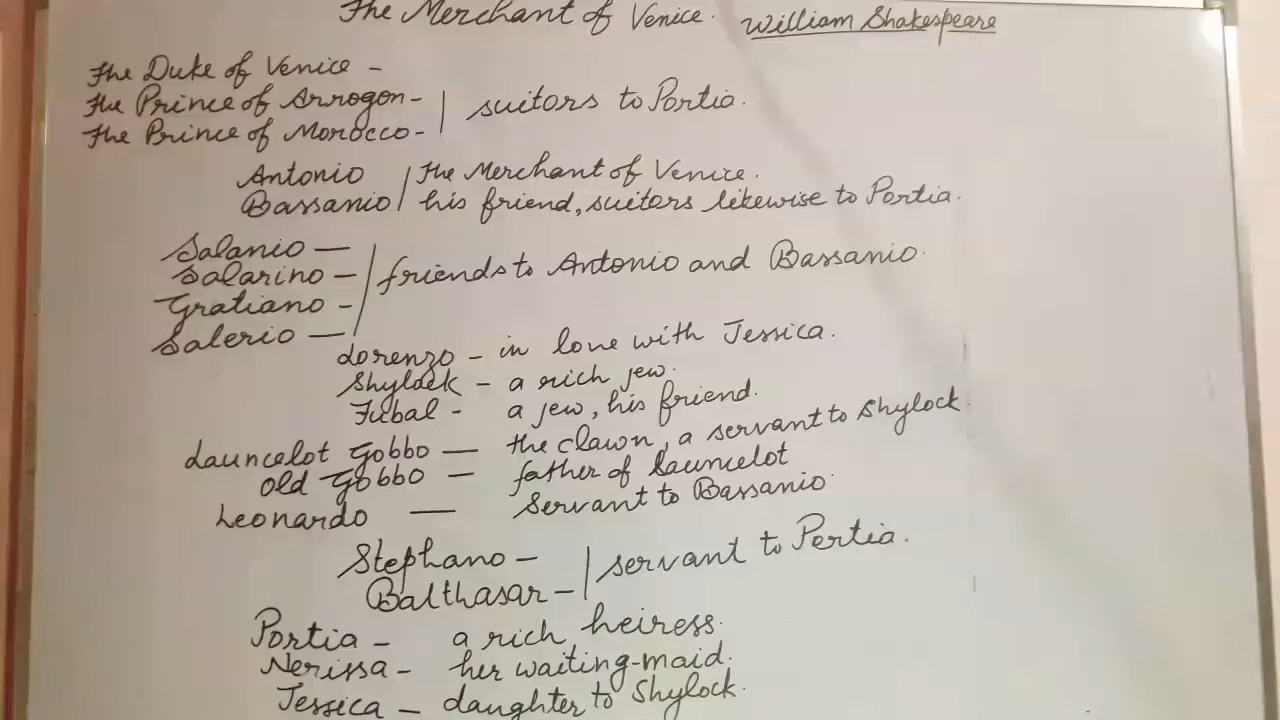 The Merchant of Venice. William Shakespeare
The Duke of Venice -
The Prince of Arrogon - | suitors to Portia.
The Prince of Morocco -
Antonio | The Merchant of Venice.
Bassanio | his friend, suitors likewise to Portia.
Salanio —
Salarino — | friends to Antonio and Bassanio.
Gratiano -
Salerio —
Lorenzo - in love with Jessica.
Shylock - a rich jew.
Tubal - a jew, his friend.
Launcelot Gobbo — the clawn, a servant to Shylock.
Old Gobbo — father of Launcelot
Leonardo — Servant to Bassanio.
Stephano - | servant to Portia.
Balthasar -
Portia - a rich heiress.
Nerissa - her waiting-maid.
Jessica - daughter to Shylock.